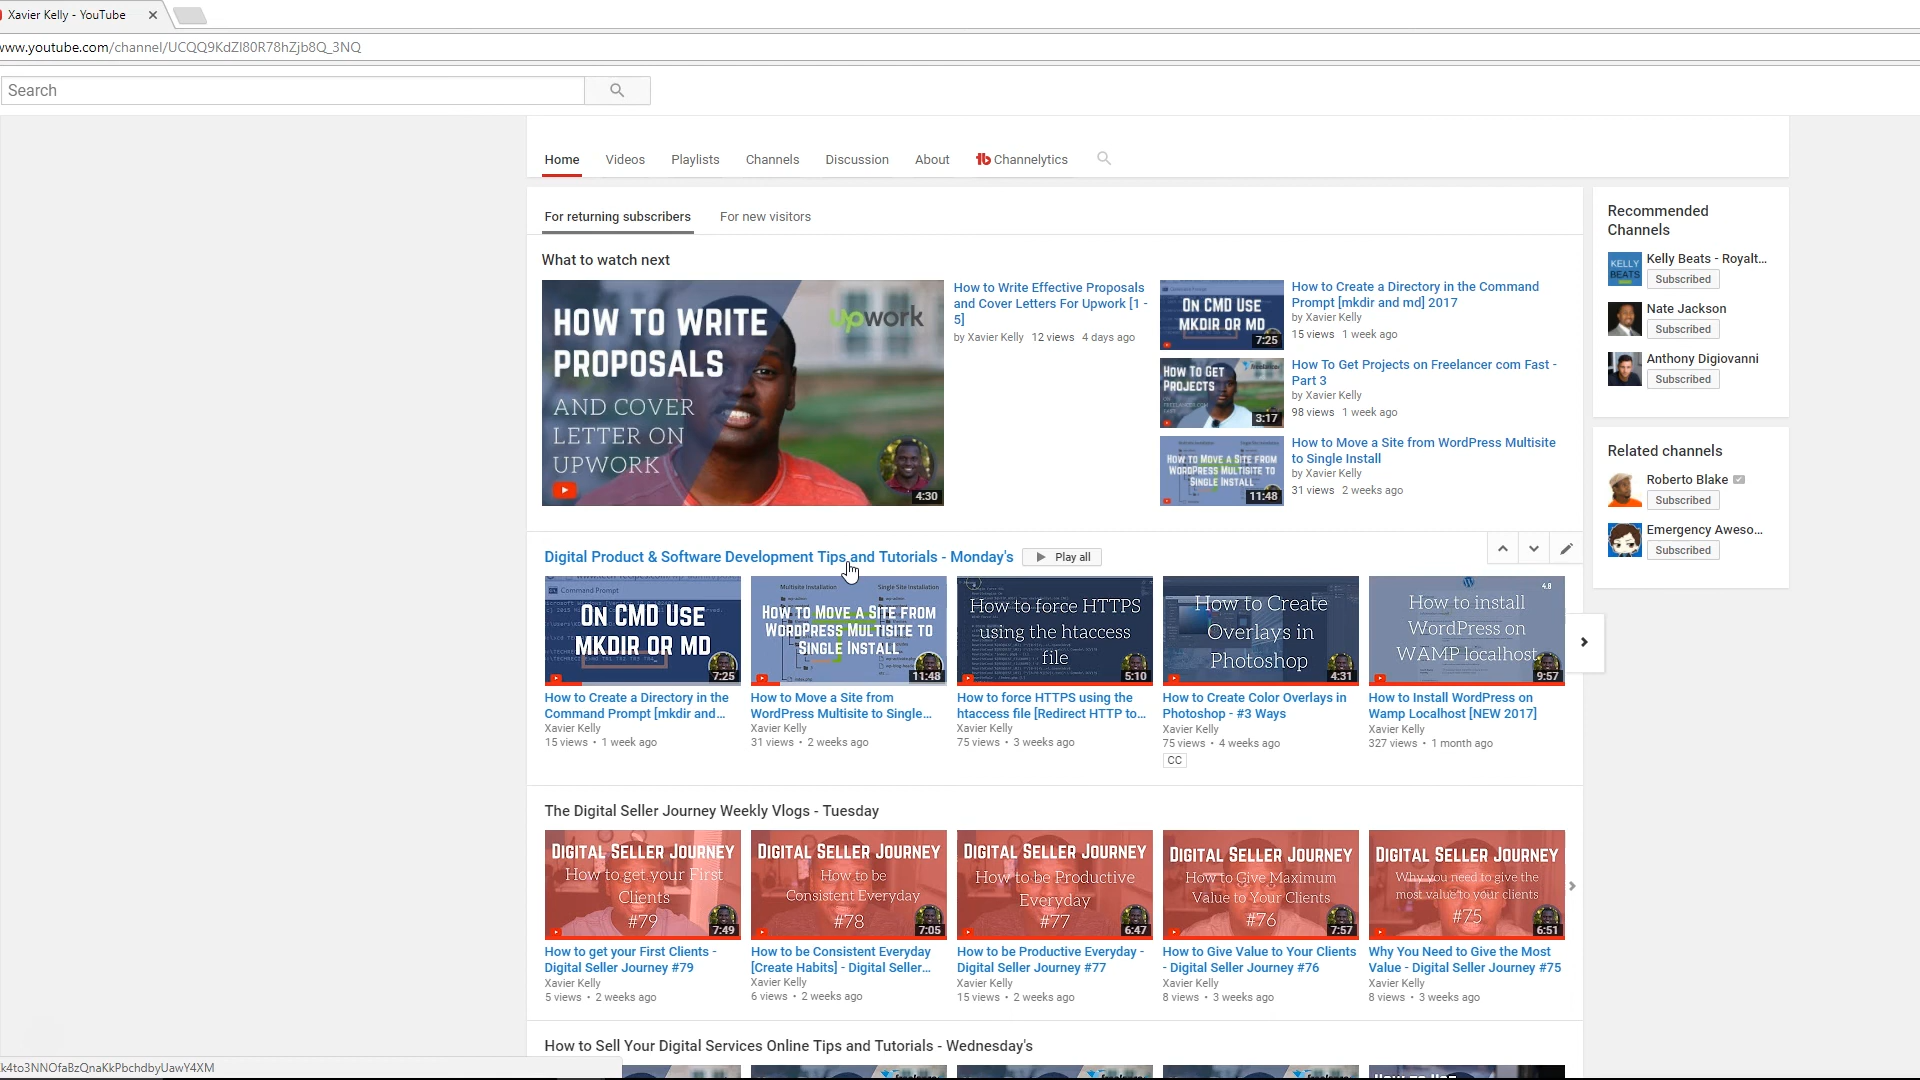 Xavier Kelly - YouTube
www.youtube.com/channel/UCQQ9KdZI80R78hZjb8Q_3NQ
Search
Home Videos Playlists Channels Discussion About Channelytics
For returning subscribers For new visitors
What to watch next
HOW TO WRITE
PROPOSALS
AND COVER
LETTER ON
UPWORK
upwork
4:30
How to Write Effective Proposals
and Cover Letters For Upwork [1 -
5]
by Xavier Kelly 12 views 4 days ago
ON CMD USE
MKDIR OR MD
7:25
How to Create a Directory in the Command
Prompt [mkdir and md] 2017
by Xavier Kelly
15 views 1 week ago
HOW TO GET
PROJECTS
3:17
How To Get Projects on Freelancer com Fast -
Part 3
by Xavier Kelly
98 views 1 week ago
HOW TO MOVE A SITE FROM
WORDPRESS MULTISITE TO
SINGLE INSTALL
11:48
How to Move a Site from WordPress Multisite
to Single Install
by Xavier Kelly
31 views 2 weeks ago
Recommended
Channels
KELLY
BEATS
Kelly Beats - Royalt...
Subscribed
Nate Jackson
Subscribed
Anthony Digiovanni
Subscribed
Related channels
Roberto Blake
Subscribed
Emergency Aweso...
Subscribed
Digital Product & Software Development Tips and Tutorials - Monday's Play all
Command Prompt
ON CMD USE
MKDIR OR MD
7:25
How to Create a Directory in the
Command Prompt [mkdir and...
Xavier Kelly
15 views • 1 week ago
Multisite Installation Single Site Installation
HOW TO MOVE A SITE FROM
WORDPRESS MULTISITE TO
SINGLE INSTALL
11:48
How to Move a Site from
WordPress Multisite to Single...
Xavier Kelly
31 views • 2 weeks ago
How to force HTTPS
using the htaccess
file
5:10
How to force HTTPS using the
htaccess file [Redirect HTTP to...
Xavier Kelly
75 views • 3 weeks ago
How to Create
Overlays in
Photoshop
4:31
How to Create Color Overlays in
Photoshop - #3 Ways
Xavier Kelly
75 views • 4 weeks ago
CC
4.8
How to install
WordPress on
WAMP localhost
9:57
How to Install WordPress on
Wamp Localhost [NEW 2017]
Xavier Kelly
327 views • 1 month ago
The Digital Seller Journey Weekly Vlogs - Tuesday
DIGITAL SELLER JOURNEY
How to get your First
Clients
#79
7:49
How to get your First Clients -
Digital Seller Journey #79
Xavier Kelly
5 views • 2 weeks ago
DIGITAL SELLER JOURNEY
How to be
Consistent Everyday
#78
7:05
How to be Consistent Everyday
[Create Habits] - Digital Seller...
Xavier Kelly
6 views • 2 weeks ago
DIGITAL SELLER JOURNEY
How to be Productive
Everyday
#77
6:47
How to be Productive Everyday -
Digital Seller Journey #77
Xavier Kelly
15 views • 2 weeks ago
DIGITAL SELLER JOURNEY
How to Give Maximum
Value to Your Clients
#76
7:57
How to Give Value to Your Clients
- Digital Seller Journey #76
Xavier Kelly
8 views • 3 weeks ago
DIGITAL SELLER JOURNEY
Why you need to give the
most value to your clients
#75
6:51
Why You Need to Give the Most
Value - Digital Seller Journey #75
Xavier Kelly
8 views • 3 weeks ago
How to Sell Your Digital Services Online Tips and Tutorials - Wednesday's
k4to3NNOfaBzQnaKkPbchdbyUawY4XM